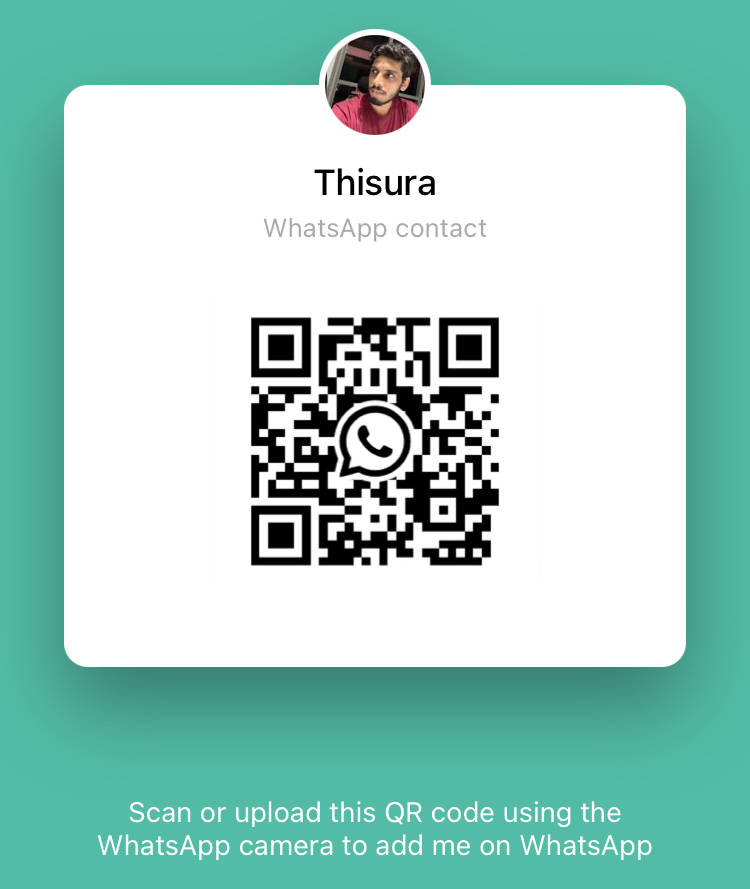 Thisura
WhatsApp contact
Scan or upload this QR code using the
WhatsApp camera to add me on WhatsApp